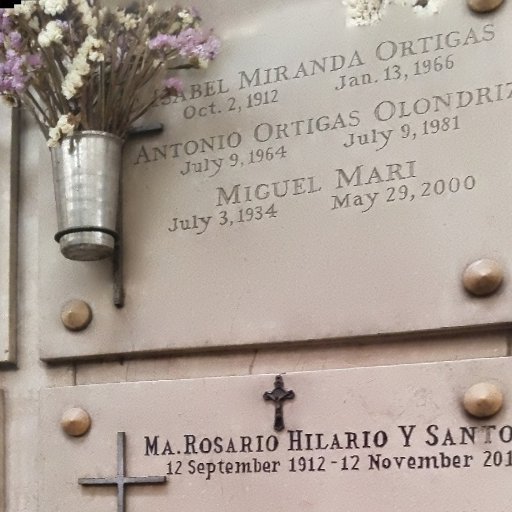 ISABEL MIRANDA ORTIGAS
Oct. 2, 1912 Jan. 13, 1966
ANTONIO ORTIGAS OLONDRIZ
July 9, 1964 July 9, 1981
MIGUEL MARI
July 3, 1934 May 29, 2000
MA. ROSARIO HILARIO Y SANTO
12 September 1912 - 12 November 201